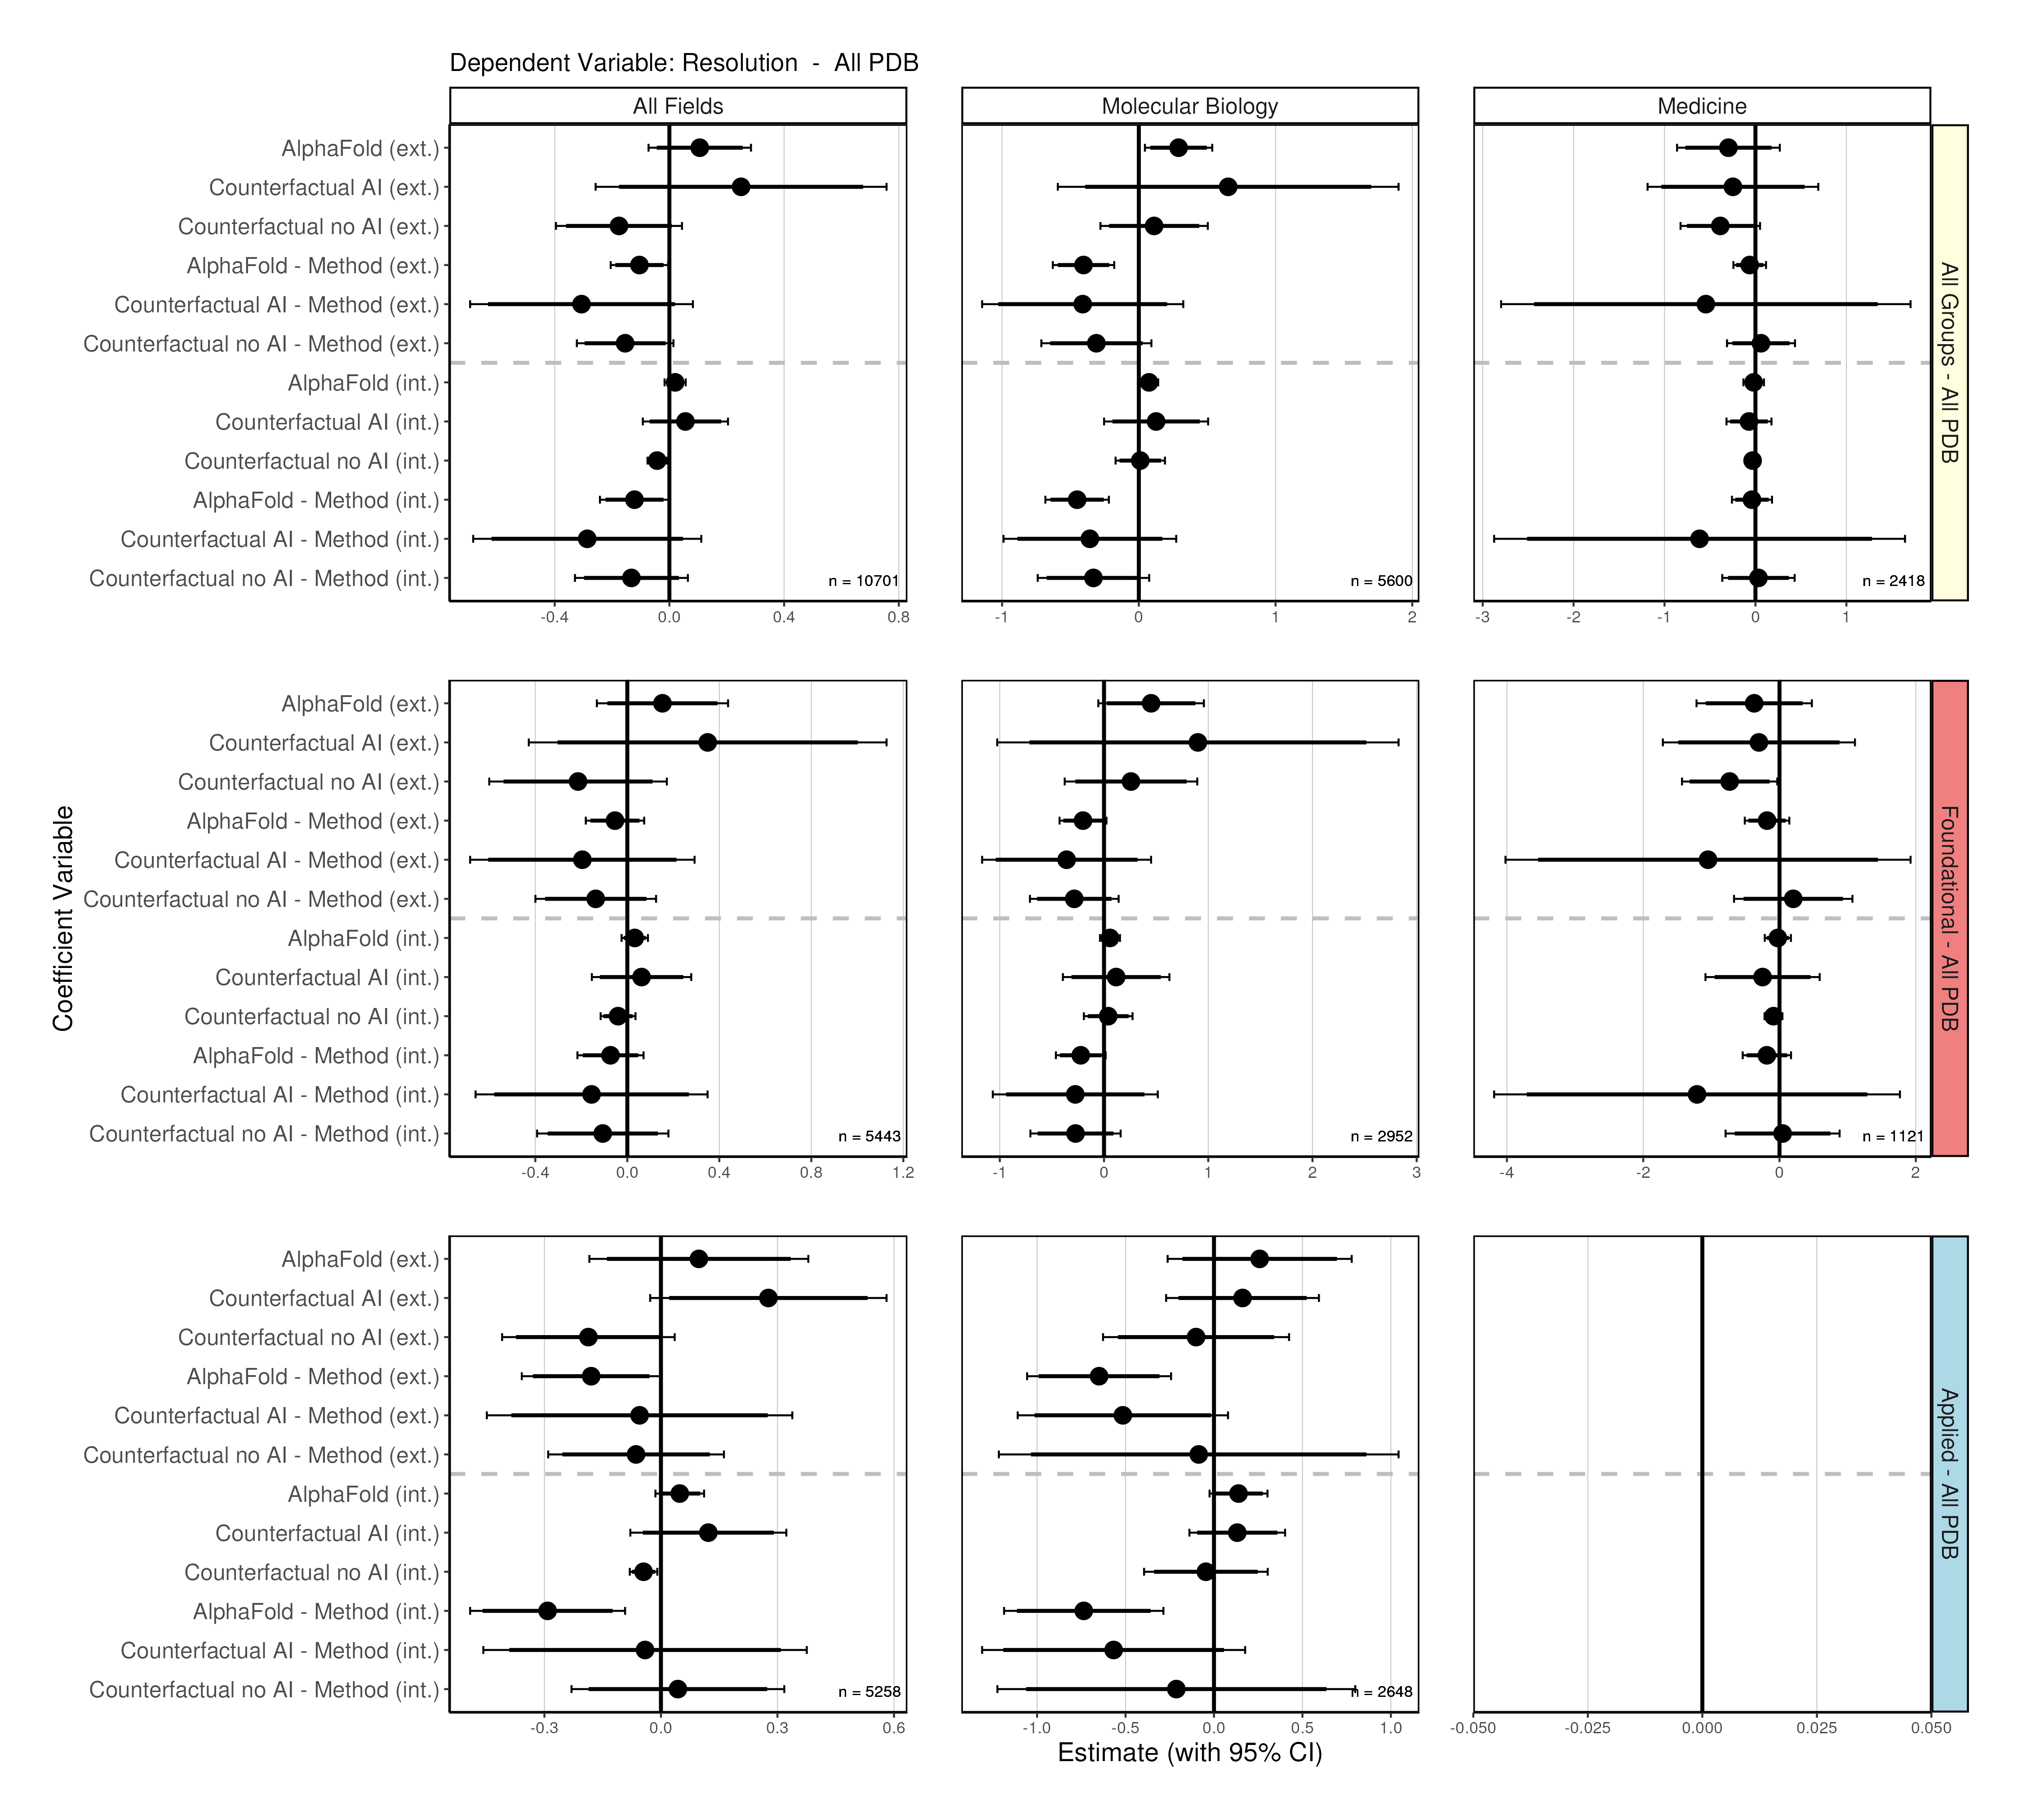 Dependent Variable: Resolution - All PDB
All Fields
Molecular Biology
Medicine
AlphaFold (ext.)
Counterfactual AI (ext.)
Counterfactual no AI (ext.)
AlphaFold - Method (ext.)
Counterfactual AI - Method (ext.)
Counterfactual no AI - Method (ext.)
AlphaFold (int.)
Counterfactual AI (int.)
Counterfactual no AI (int.)
AlphaFold - Method (int.)
Counterfactual AI - Method (int.)
Counterfactual no AI - Method (int.)
n = 10701
n = 5600
n = 2418
All Groups - All PDB
-0.4 0.0 0.4 0.8
-1 0 1 2
-3 -2 -1 0 1
Coefficient Variable
AlphaFold (ext.)
Counterfactual AI (ext.)
Counterfactual no AI (ext.)
AlphaFold - Method (ext.)
Counterfactual AI - Method (ext.)
Counterfactual no AI - Method (ext.)
AlphaFold (int.)
Counterfactual AI (int.)
Counterfactual no AI (int.)
AlphaFold - Method (int.)
Counterfactual AI - Method (int.)
Counterfactual no AI - Method (int.)
n = 5443
n = 2952
n = 1121
Foundational - All PDB
-0.4 0.0 0.4 0.8 1.2
-1 0 1 2 3
-4 -2 0 2
AlphaFold (ext.)
Counterfactual AI (ext.)
Counterfactual no AI (ext.)
AlphaFold - Method (ext.)
Counterfactual AI - Method (ext.)
Counterfactual no AI - Method (ext.)
AlphaFold (int.)
Counterfactual AI (int.)
Counterfactual no AI (int.)
AlphaFold - Method (int.)
Counterfactual AI - Method (int.)
Counterfactual no AI - Method (int.)
n = 5258
n = 2648
Applied - All PDB
-0.3 0.0 0.3 0.6
-1.0 -0.5 0.0 0.5 1.0
-0.050 -0.025 0.000 0.025 0.050
Estimate (with 95% CI)